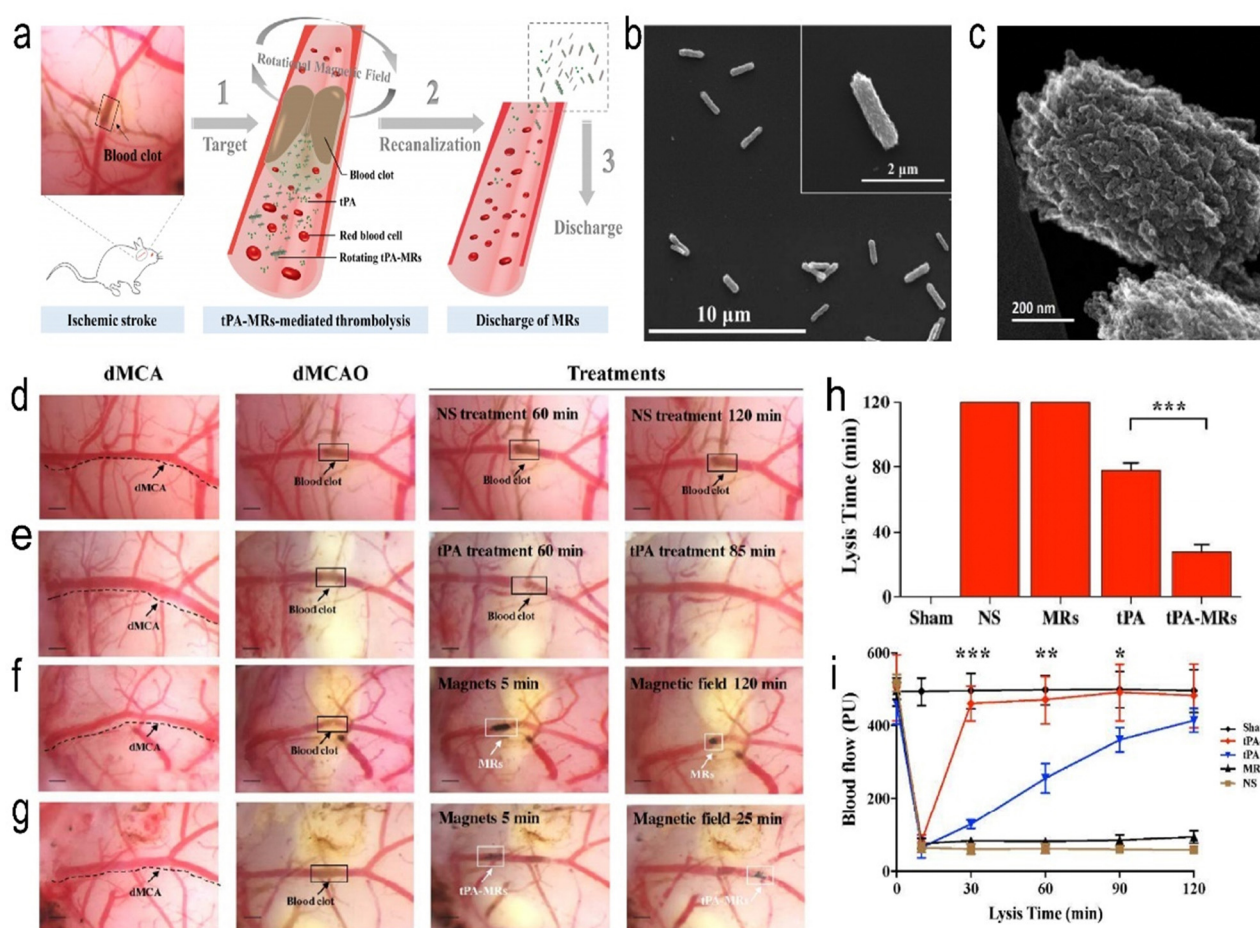 a
Rotational Magnetic Field
Blood clot
1
Target
2
Recanalization
3
Discharge
Blood clot
tPA
Red blood cell
Rotating tPA-MRs
Ischemic stroke
tPA-MRs-mediated thrombolysis
Discharge of MRs
b
2 μm
10 μm
c
200 nm
dMCA
dMCAO
Treatments
d
dMCA
Blood clot
NS treatment 60 min
Blood clot
NS treatment 120 min
Blood clot
e
dMCA
Blood clot
tPA treatment 60 min
Blood clot
tPA treatment 85 min
f
dMCA
Blood clot
Magnets 5 min
MRs
Magnetic field 120 min
MRs
g
dMCA
Blood clot
Magnets 5 min
tPA-MRs
Magnetic field 25 min
tPA-MRs
h
Lysis Time (min)
120
80
40
0
***
Sham NS MRs tPA tPA-MRs
i
Blood flow (PU)
600
400
200
0
*** ** *
0 30 60 90 120
Lysis Time (min)
Sha
tPA
tPA
MR
NS